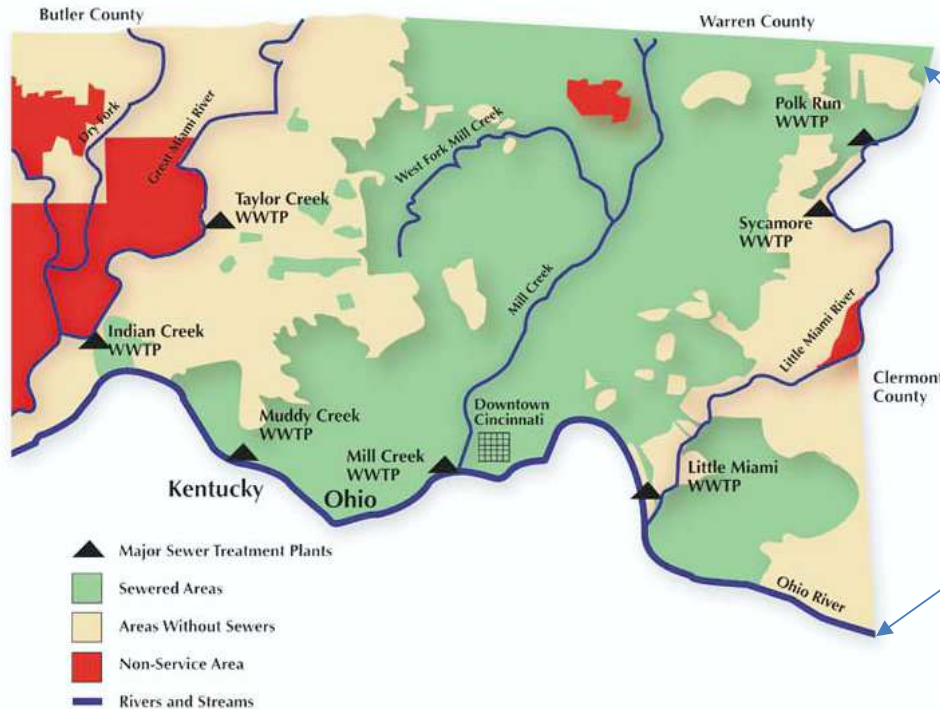 Butler County
Warren County
Dry Fork
Great Miami River
West Fork Mill Creek
Polk Run
WWTP
Taylor Creek
WWTP
Sycamore
WWTP
Mill Creek
Little Miami River
Indian Creek
WWTP
Clermont
County
Muddy Creek
WWTP
Downtown
Cincinnati
Mill Creek
WWTP
Little Miami
WWTP
Kentucky
Ohio
Ohio River
Major Sewer Treatment Plants
Sewered Areas
Areas Without Sewers
Non-Service Area
Rivers and Streams